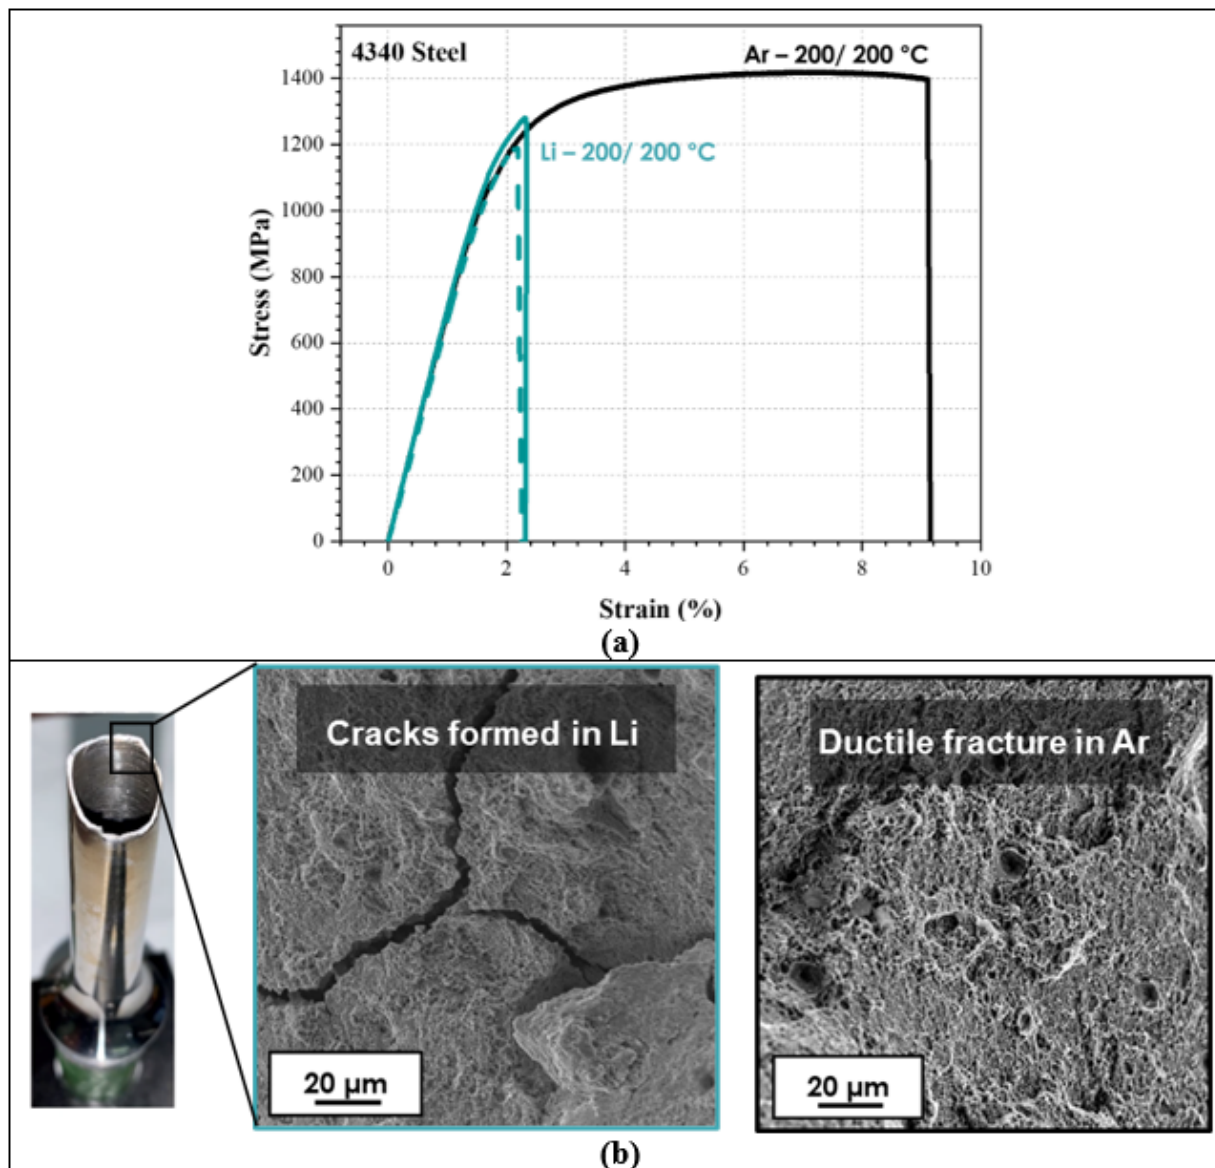 4340 Steel
Ar – 200/ 200 °C
Li – 200/ 200 °C
1400
1200
1000
800
600
400
200
0
Stress (MPa)
0 2 4 6 8 10
Strain (%)
(a)
Cracks formed in Li
Ductile fracture in Ar
20 µm
20 µm
(b)